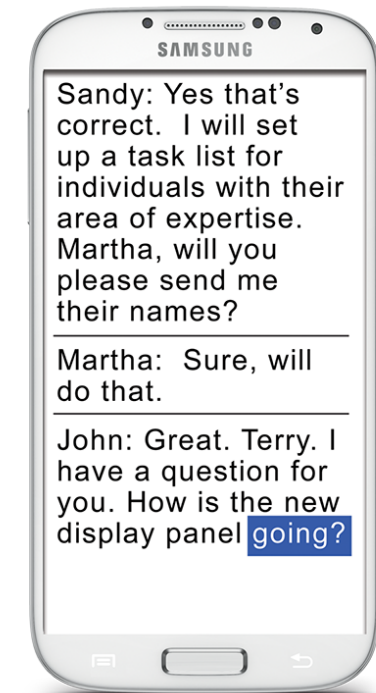 SAMSUNG
Sandy: Yes that's
correct.  I will set
up a task list for
individuals with their
area of expertise.
Martha, will you
please send me
their names?
Martha:  Sure, will
do that.
John: Great. Terry. I
have a question for
you. How is the new
display panel going?